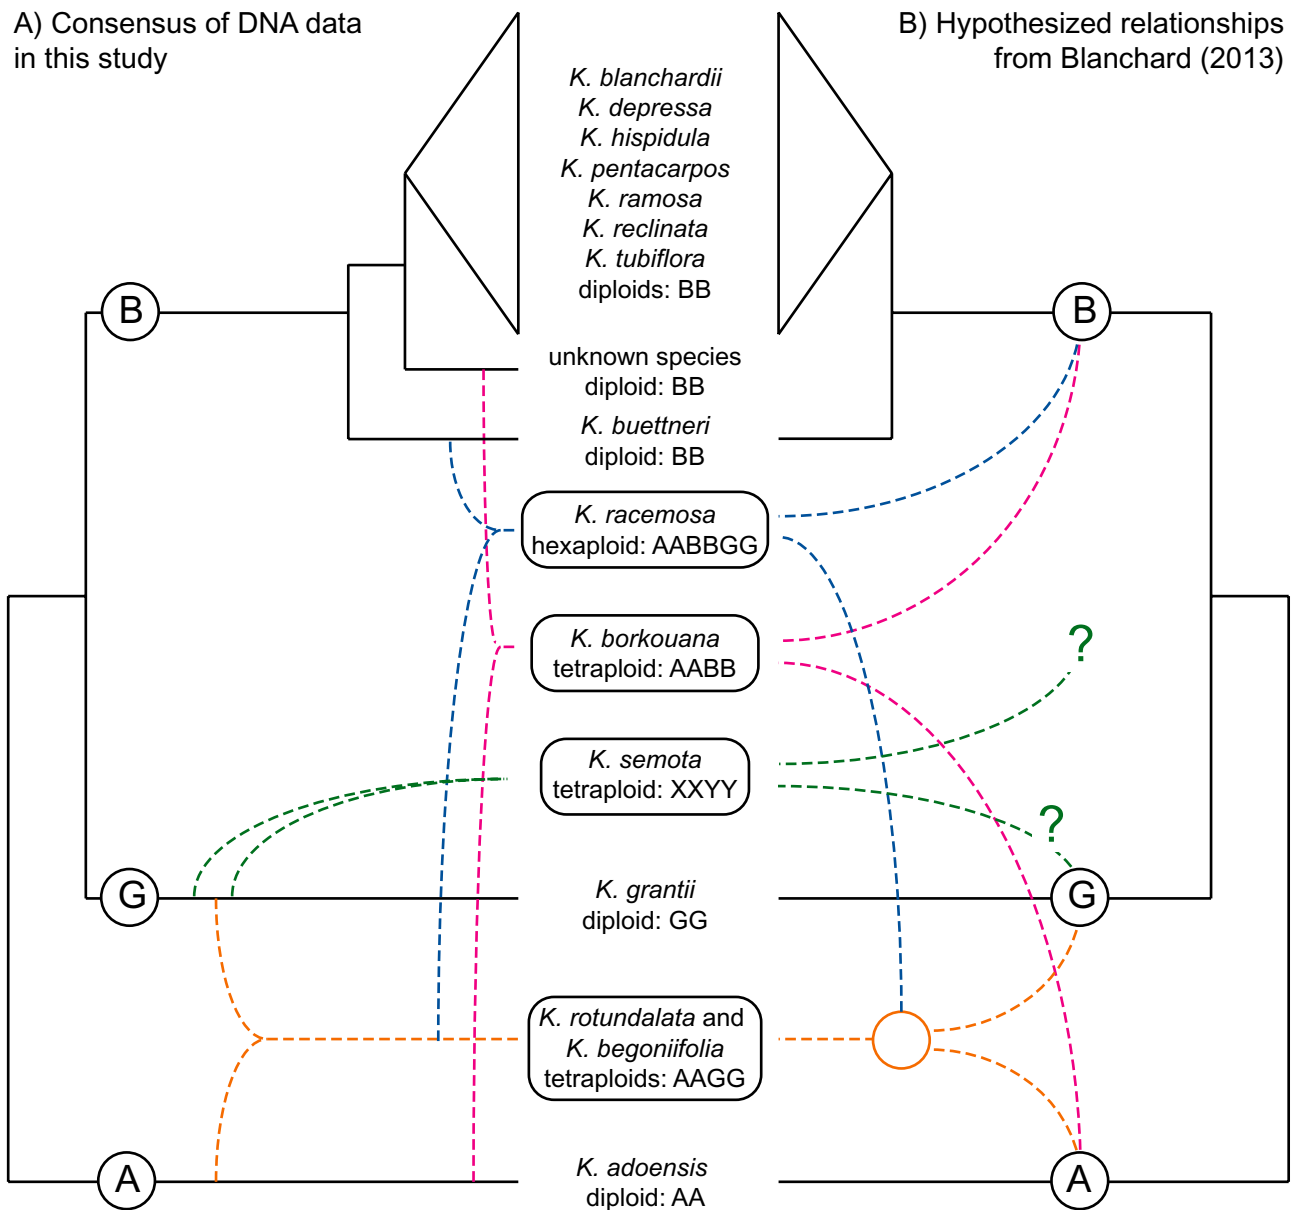 A) Consensus of DNA data
in this study
B) Hypothesized relationships
from Blanchard (2013)
K. blanchardii
K. depressa
K. hispidula
K. pentacarpos
K. ramosa
K. reclinata
K. tubiflora
diploids: BB
B
B
unknown species
diploid: BB
K. buettneri
diploid: BB
K. racemosa
hexaploid: AABBGG
K. borkouana
tetraploid: AABB
?
K. semota
tetraploid: XXYY
?
G
K. grantii
diploid: GG
G
K. rotundalata and
K. begoniifolia
tetraploids: AAGG
A
K. adoensis
diploid: AA
A